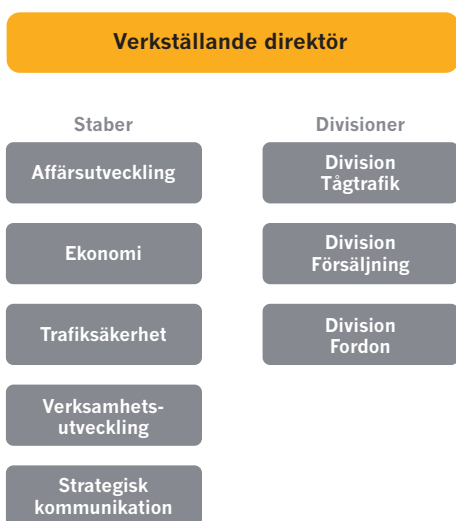 Verkställande direktör
Staber
Affärsutveckling
Ekonomi
Trafiksäkerhet
Verksamhets-
utveckling
Strategisk
kommunikation
Divisioner
Division
Tågtrafik
Division
Försäljning
Division
Fordon